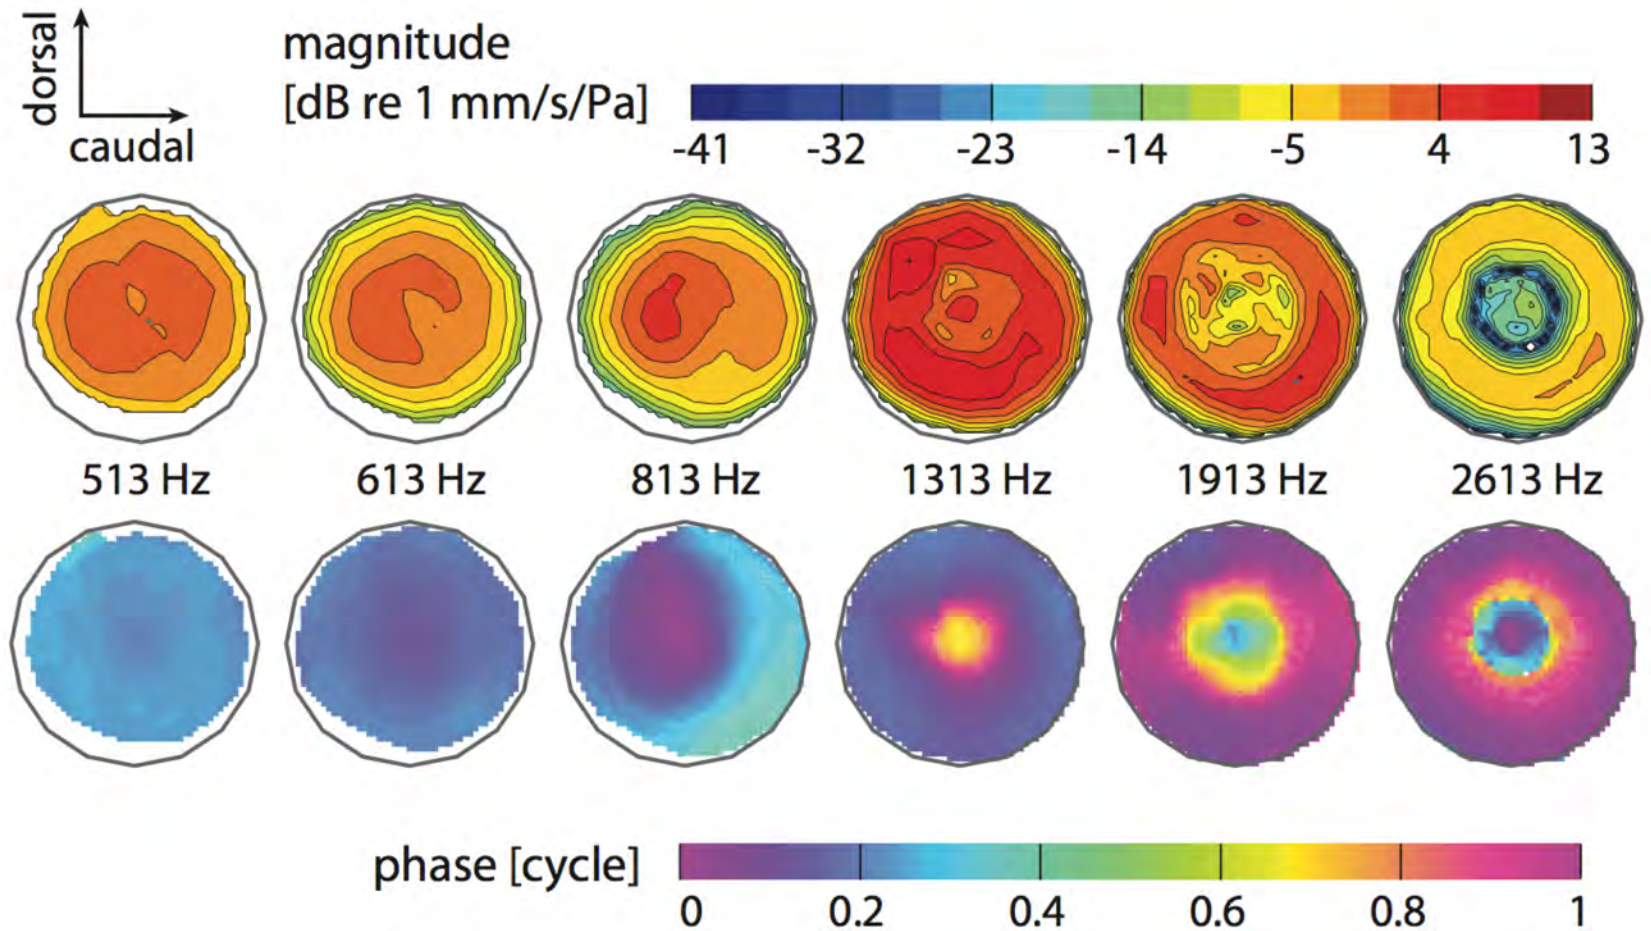 dorsal
caudal
magnitude
[dB re 1 mm/s/Pa]
-41 -32 -23 -14 -5 4 13
513 Hz 613 Hz 813 Hz 1313 Hz 1913 Hz 2613 Hz
phase [cycle]
0 0.2 0.4 0.6 0.8 1